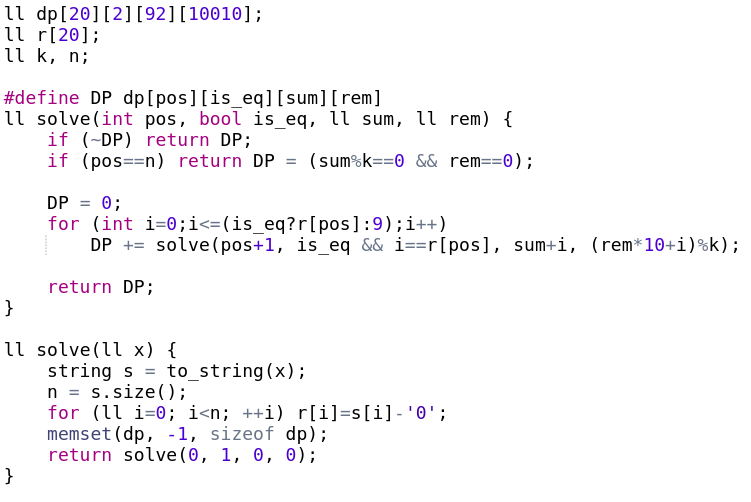 ll dp[20][2][92][10010];
ll r[20];
ll k, n;

#define DP dp[pos][is_eq][sum][rem]
ll solve(int pos, bool is_eq, ll sum, ll rem) {
    if (~DP) return DP;
    if (pos==n) return DP = (sum%k==0 && rem==0);

    DP = 0;
    for (int i=0;i<=(is_eq?r[pos]:9);i++)
        DP += solve(pos+1, is_eq && i==r[pos], sum+i, (rem*10+i)%k);

    return DP;
}

ll solve(ll x) {
    string s = to_string(x);
    n = s.size();
    for (ll i=0; i<n; ++i) r[i]=s[i]-'0';
    memset(dp, -1, sizeof dp);
    return solve(0, 1, 0, 0);
}